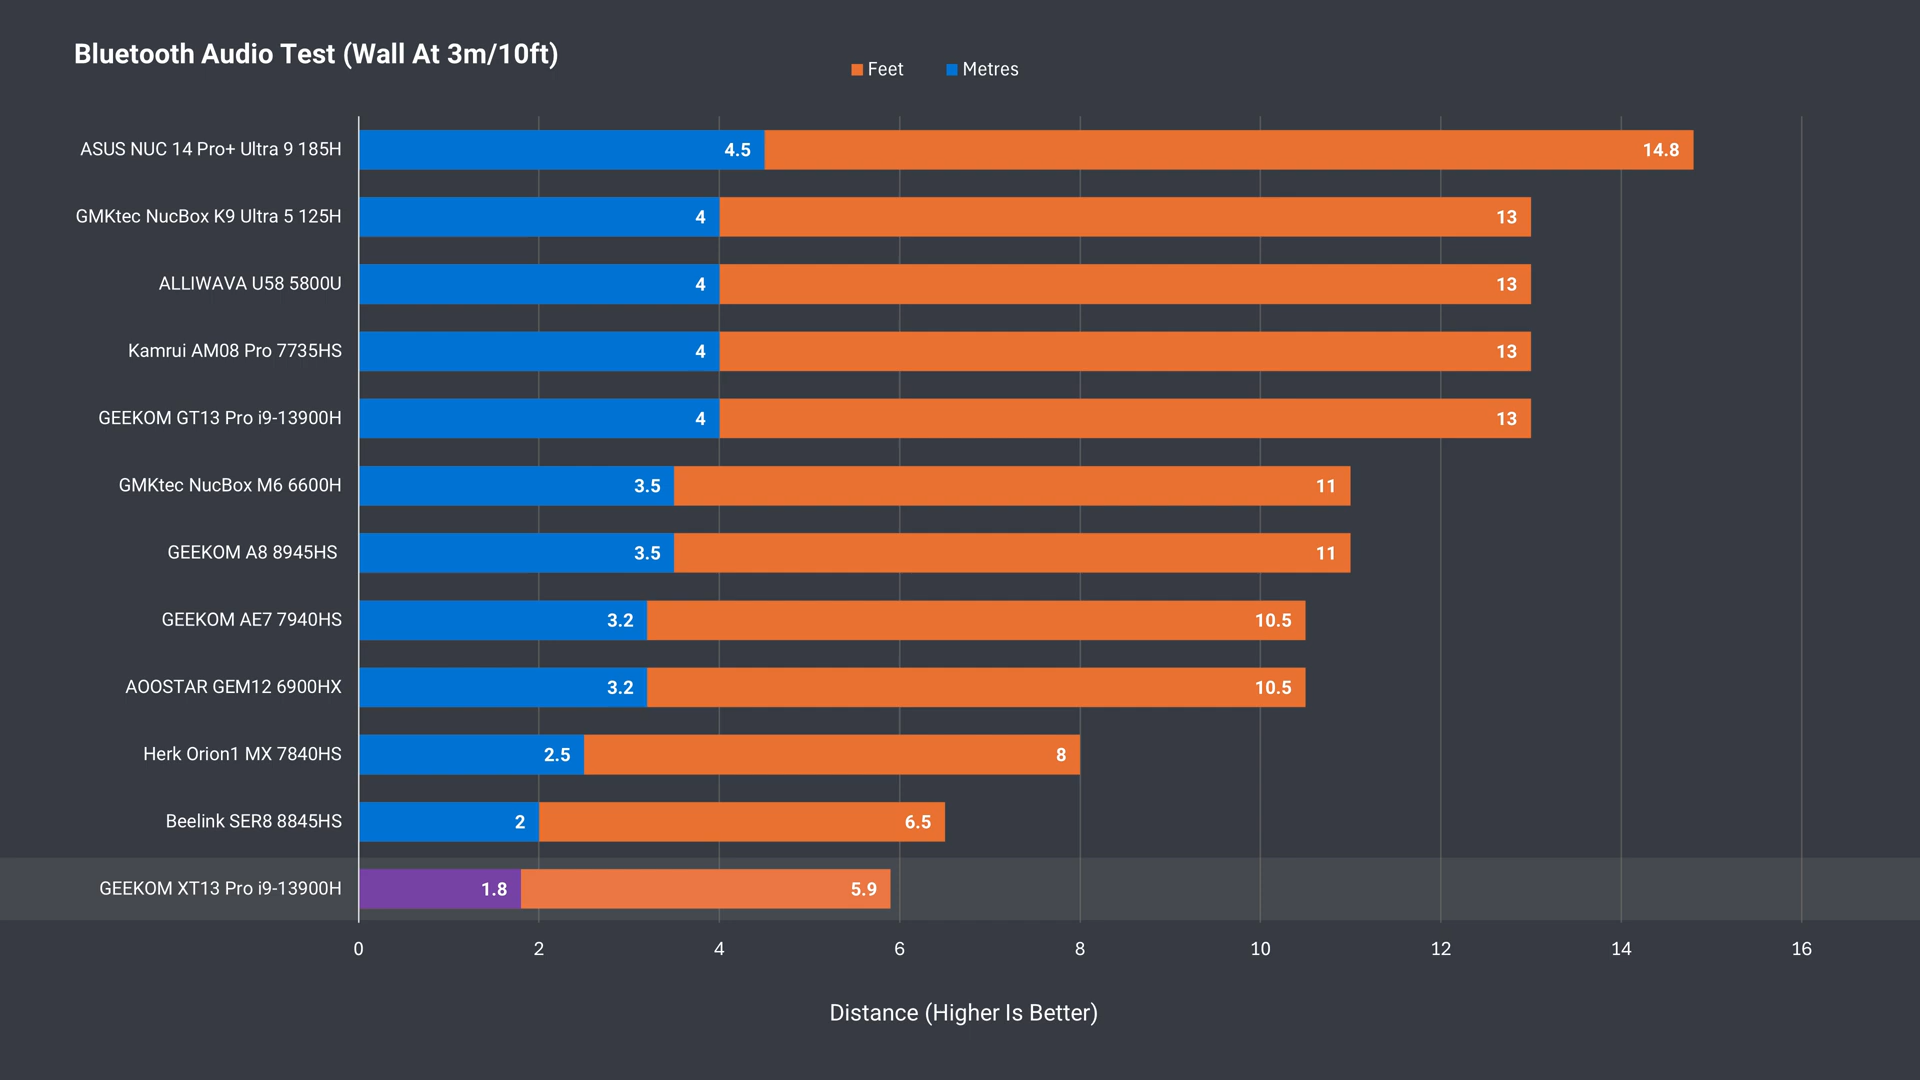 Bluetooth Audio Test (Wall At 3m/10ft)
Feet Metres
ASUS NUC 14 Pro+ Ultra 9 185H 4.5 14.8
GMKtec NucBox K9 Ultra 5 125H 4 13
ALLIWAVA U58 5800U 4 13
Kamrui AM08 Pro 7735HS 4 13
GEEKOM GT13 Pro i9-13900H 4 13
GMKtec NucBox M6 6600H 3.5 11
GEEKOM A8 8945HS 3.5 11
GEEKOM AE7 7940HS 3.2 10.5
AOOSTAR GEM12 6900HX 3.2 10.5
Herk Orion1 MX 7840HS 2.5 8
Beelink SER8 8845HS 2 6.5
GEEKOM XT13 Pro i9-13900H 1.8 5.9
0 2 4 6 8 10 12 14 16
Distance (Higher Is Better)